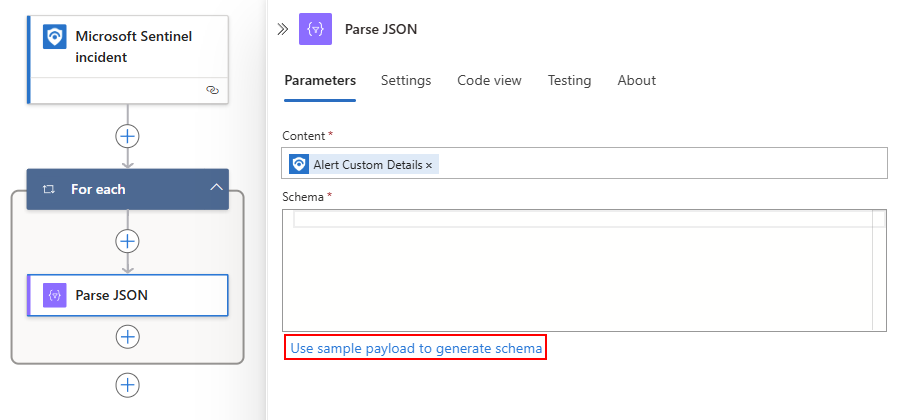 Microsoft Sentinel
incident
For each
Parse JSON
Parse JSON
Parameters Settings Code view Testing About
Content *
Alert Custom Details ×
Schema *
Use sample payload to generate schema